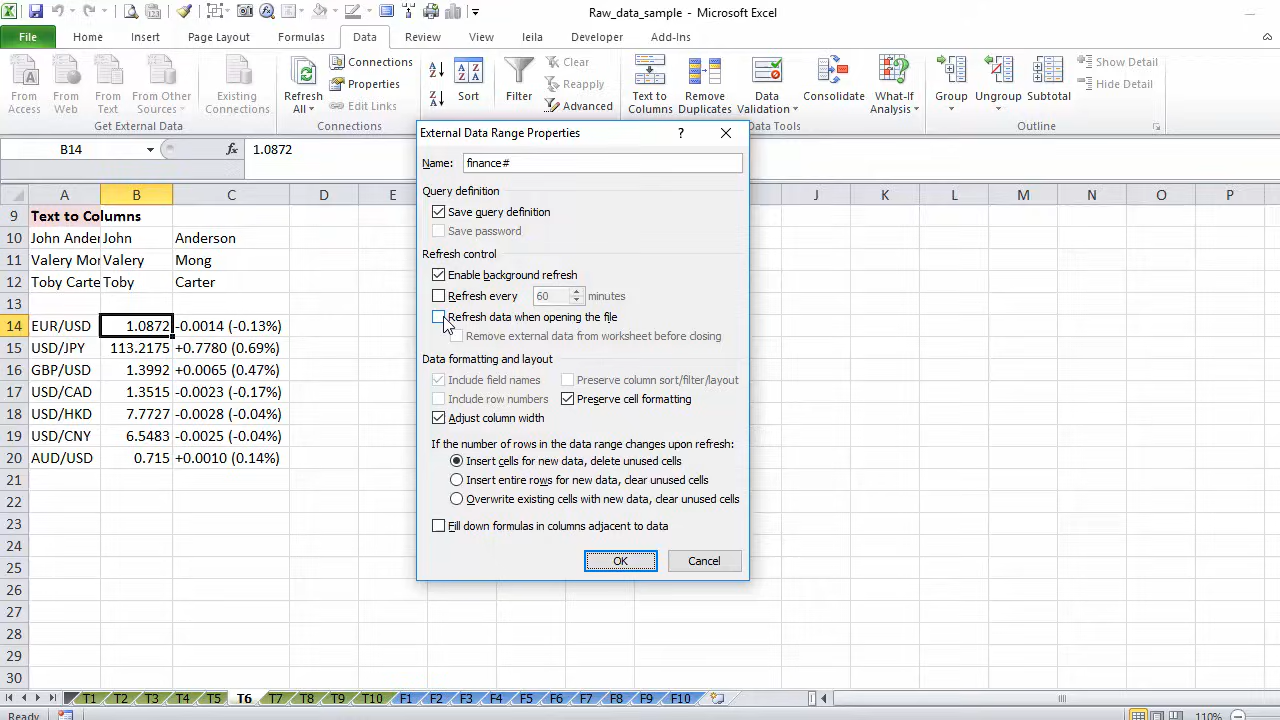 Raw_data_sample - Microsoft Excel
File Home Insert Page Layout Formulas Data Review View leila Developer Add-Ins
From Access
From Web
From Text
From Other Sources
Existing Connections
Get External Data
Refresh All
Connections
Properties
Edit Links
Connections
Sort
Filter
Clear
Reapply
Advanced
Text to Columns
Remove Duplicates
Data Validation
Consolidate
What-If Analysis
Data Tools
Group
Ungroup
Subtotal
Show Detail
Hide Detail
Outline
B14 fx 1.0872
A B C D E J K L M N O P
9 Text to Columns
10 John Ander John Anderson
11 Valery Mon Valery Mong
12 Toby Carte Toby Carter
13
14 EUR/USD 1.0872 -0.0014 (-0.13%)
15 USD/JPY 113.2175 +0.7780 (0.69%)
16 GBP/USD 1.3992 +0.0065 (0.47%)
17 USD/CAD 1.3515 -0.0023 (-0.17%)
18 USD/HKD 7.7727 -0.0028 (-0.04%)
19 USD/CNY 6.5483 -0.0025 (-0.04%)
20 AUD/USD 0.715 +0.0010 (0.14%)
21
22
23
24
25
26
27
28
29
30
External Data Range Properties ?
Name: finance#
Query definition
Save query definition
Save password
Refresh control
Enable background refresh
Refresh every 60 minutes
Refresh data when opening the file
Remove external data from worksheet before closing
Data formatting and layout
Include field names Preserve column sort/filter/layout
Include row numbers Preserve cell formatting
Adjust column width
If the number of rows in the data range changes upon refresh:
Insert cells for new data, delete unused cells
Insert entire rows for new data, clear unused cells
Overwrite existing cells with new data, clear unused cells
Fill down formulas in columns adjacent to data
OK Cancel
T1 T2 T3 T4 T5 T6 T7 T8 T9 T10 F1 F2 F3 F4 F5 F6 F7 F8 F9 F10
Ready 110%